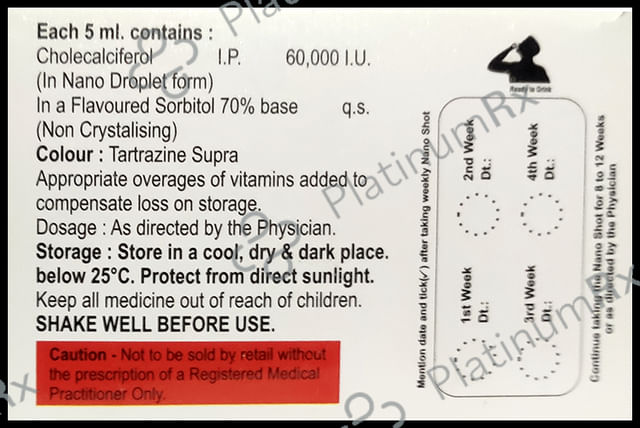 Each 5 ml. contains :
Cholecalciferol I.P. 60,000 I.U.
(In Nano Droplet form)
In a Flavoured Sorbitol 70% base q.s.
(Non Crystalising)
Colour : Tartrazine Supra
Appropriate overages of vitamins added to
compensate loss on storage.
Dosage : As directed by the Physician.
Storage : Store in a cool, dry & dark place.
below 25°C. Protect from direct sunlight.
Keep all medicine out of reach of children.
SHAKE WELL BEFORE USE.
Caution - Not to be sold by retail without
the prescription of a Registered Medical
Practitioner Only.
Ready to Drink
Mention date and tick(✓) after taking weekly Nano Shot
1st Week
Dt.:
2nd Week
Dt.:
3rd Week
Dt.:
4th Week
Dt.:
Continue taking the Nano Shot for 8 to 12 Weeks
or as directed by the Physician
PlatinumRx
PlatinumRx
PlatinumRx
PlatinumRx